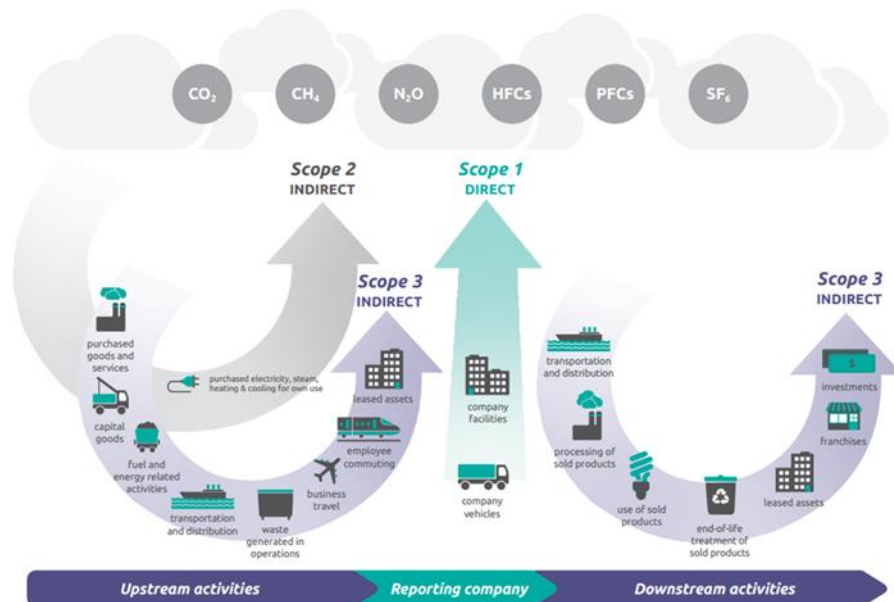 CO₂
CH₄
N₂O
HFCs
PFCs
SF₆
Scope 2
INDIRECT
Scope 1
DIRECT
Scope 3
INDIRECT
Scope 3
INDIRECT
purchased
goods and
services
capital
goods
fuel and
energy related
activities
transportation
and distribution
waste
generated in
operations
business
travel
employee
commuting
leased assets
purchased electricity, steam,
heating & cooling for own use
company
facilities
company
vehicles
transportation
and distribution
processing of
sold products
use of sold
products
end-of-life
treatment of
sold products
leased assets
franchises
$
investments
Upstream activities
Reporting company
Downstream activities